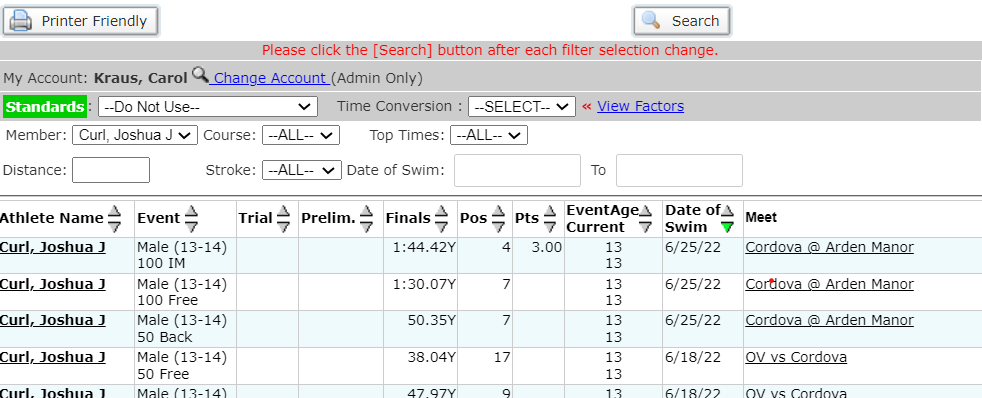 Printer Friendly Search
Please click the [Search] button after each filter selection change.
My Account: Kraus, Carol Change Account (Admin Only)
Standards: --Do Not Use-- Time Conversion : --SELECT-- « View Factors
Member: Curl, Joshua J Course: --ALL-- Top Times: --ALL--
Distance: Stroke: --ALL-- Date of Swim: To
Athlete Name Event Trial Prelim. Finals Pos Pts EventAge Current Date of Swim Meet
Curl, Joshua J Male (13-14) 1:44.42Y 4 3.00 13 6/25/22 Cordova @ Arden Manor
100 IM 13
Curl, Joshua J Male (13-14) 1:30.07Y 7 13 6/25/22 Cordova @ Arden Manor
100 Free 13
Curl, Joshua J Male (13-14) 50.35Y 7 13 6/25/22 Cordova @ Arden Manor
50 Back 13
Curl, Joshua J Male (13-14) 38.04Y 17 13 6/18/22 OV vs Cordova
50 Free 13
Curl, Joshua J Male (13-14) 47.97Y 9 13 6/18/22 OV vs Cordova